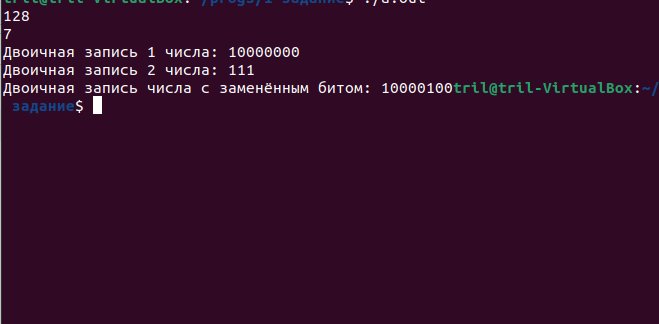 tril@tril-VirtualBox:~/progs/1 задание$ ./a.out
128
7
Двоичная запись 1 числа: 10000000
Двоичная запись 2 числа: 111
Двоичная запись числа с заменённым битом: 10000100tril@tril-VirtualBox:~/
задание$